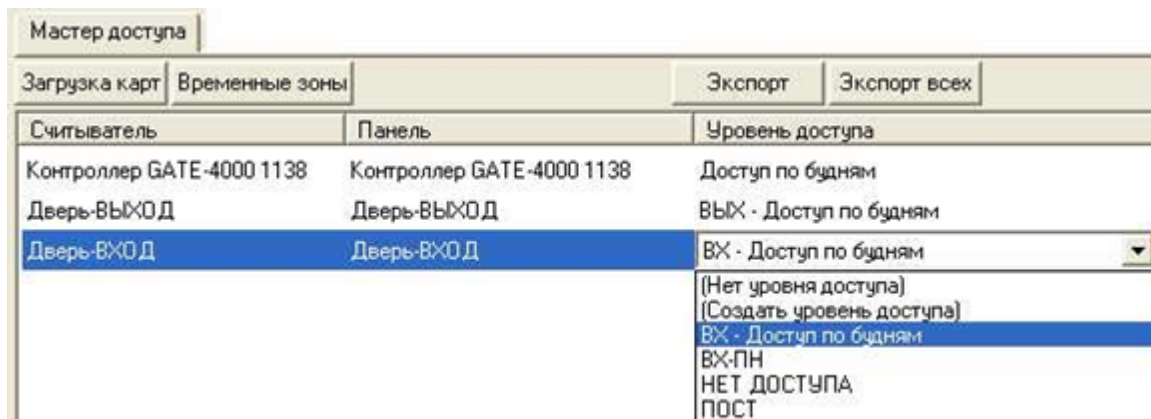 Мастер доступа
Загрузка карт Временные зоны Экспорт Экспорт всех
Считыватель Панель Уровень доступа
Контроллер GATE-4000 1138 Контроллер GATE-4000 1138 Доступ по будням
Дверь-ВЫХОД Дверь-ВЫХОД ВЫХ - Доступ по будням
Дверь-ВХОД Дверь-ВХОД ВХ - Доступ по будням
(Нет уровня доступа)
(Создать уровень доступа)
ВХ - Доступ по будням
ВХ-ПН
НЕТ ДОСТУПА
ПОСТ